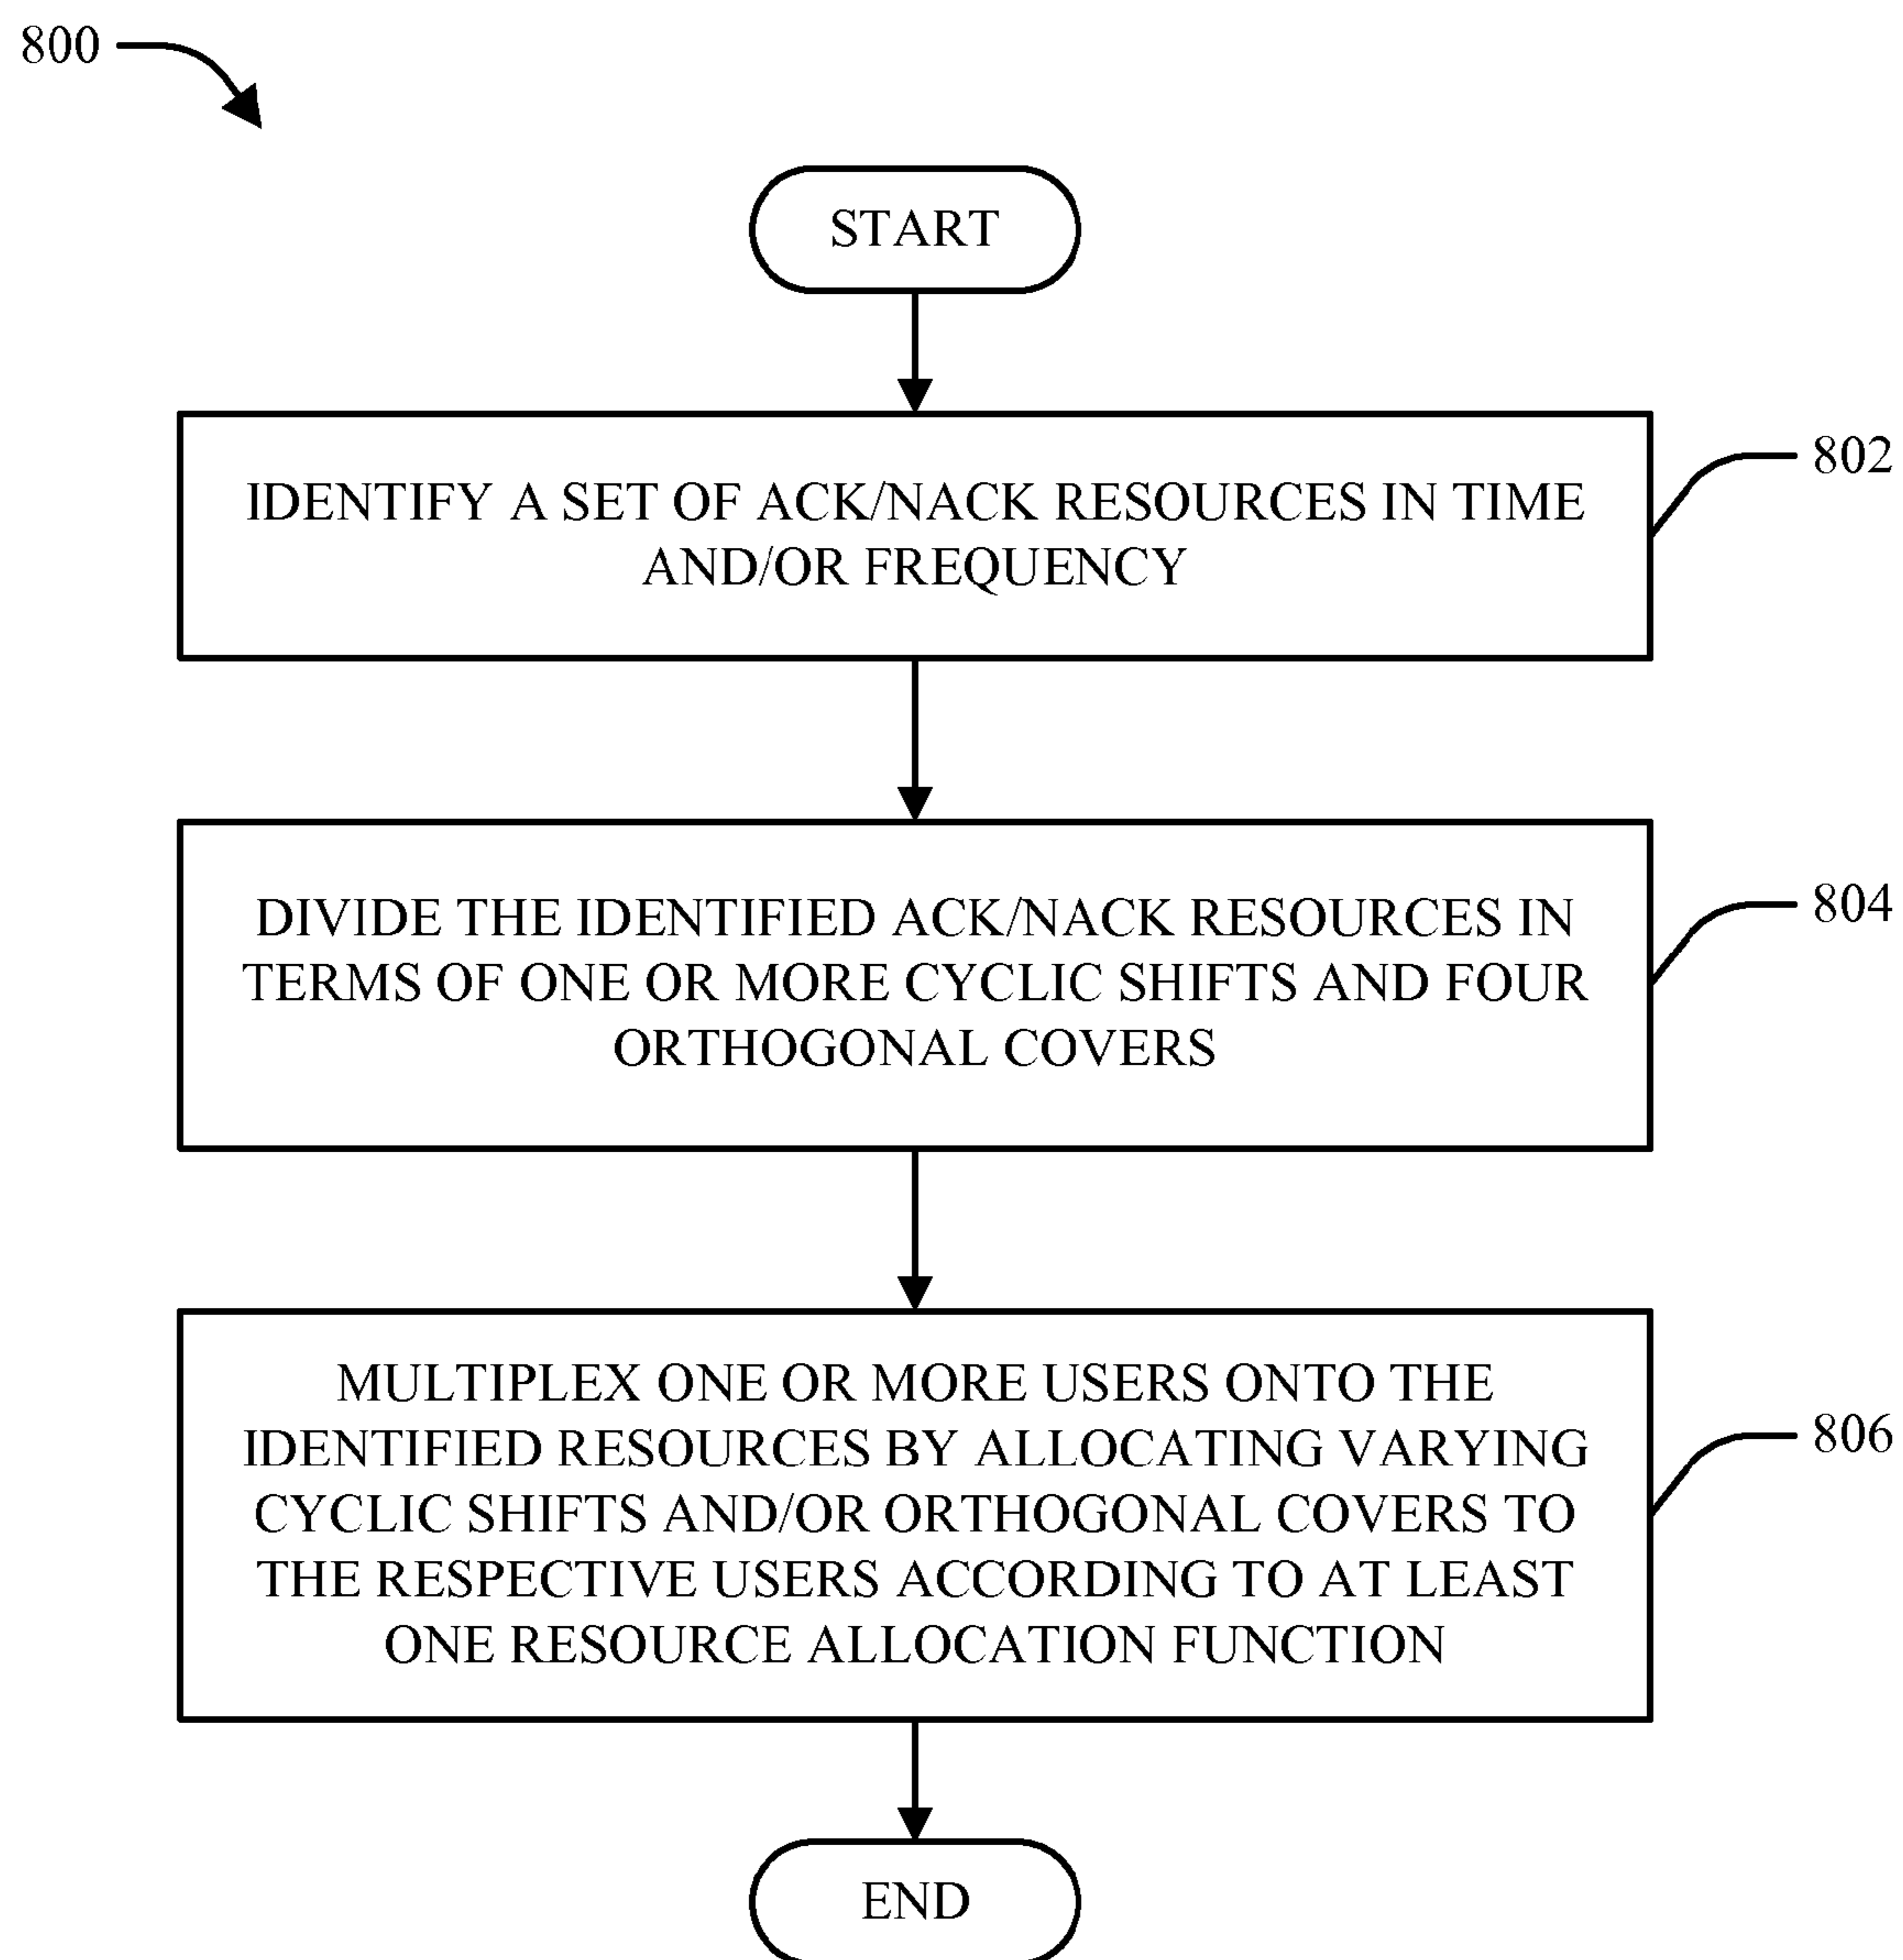 800
START
IDENTIFY A SET OF ACK/NACK RESOURCES IN TIME
AND/OR FREQUENCY
802
DIVIDE THE IDENTIFIED ACK/NACK RESOURCES IN
TERMS OF ONE OR MORE CYCLIC SHIFTS AND FOUR
ORTHOGONAL COVERS
804
MULTIPLEX ONE OR MORE USERS ONTO THE
IDENTIFIED RESOURCES BY ALLOCATING VARYING
CYCLIC SHIFTS AND/OR ORTHOGONAL COVERS TO
THE RESPECTIVE USERS ACCORDING TO AT LEAST
ONE RESOURCE ALLOCATION FUNCTION
806
END